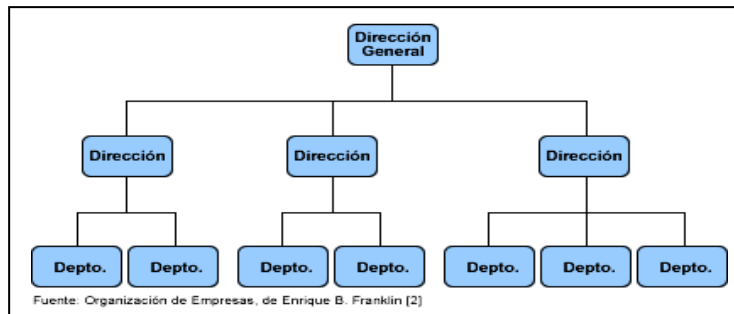 Dirección
General
Dirección Dirección Dirección
Depto. Depto. Depto. Depto. Depto. Depto. Depto.
Fuente: Organización de Empresas, de Enrique B. Franklin [2]